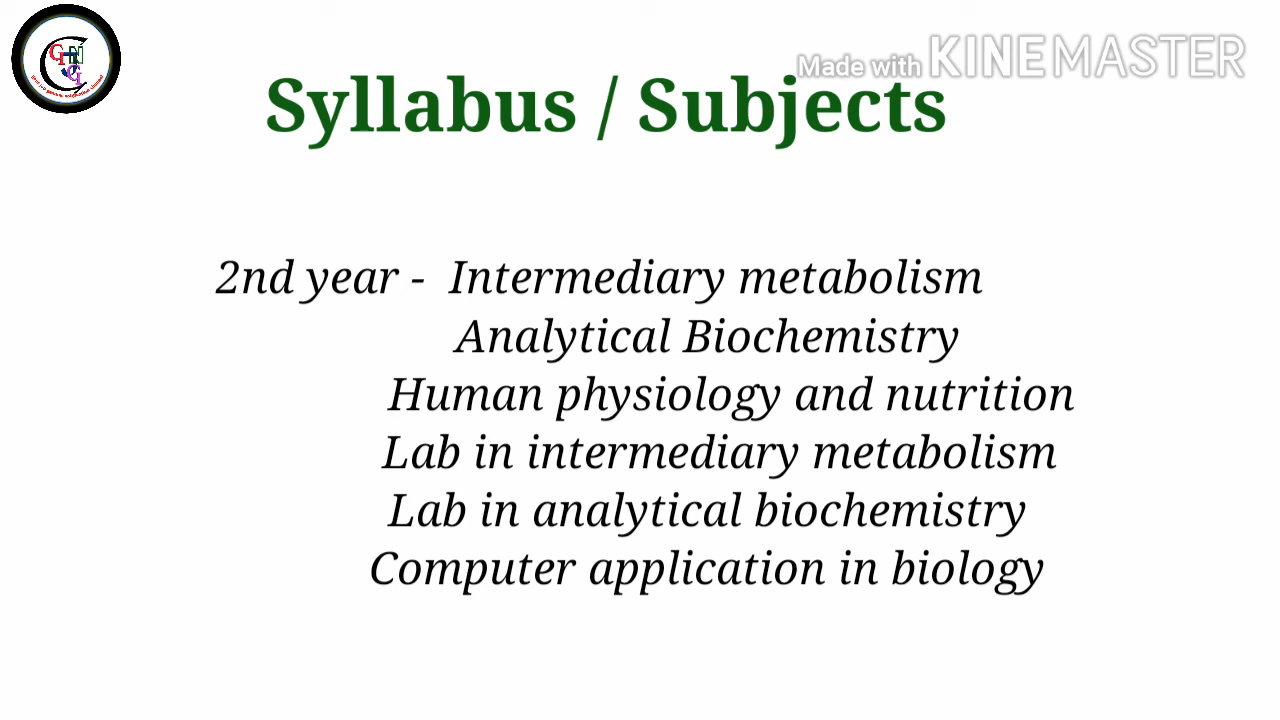 Made with KINEMASTER
Syllabus / Subjects
2nd year - Intermediary metabolism
Analytical Biochemistry
Human physiology and nutrition
Lab in intermediary metabolism
Lab in analytical biochemistry
Computer application in biology